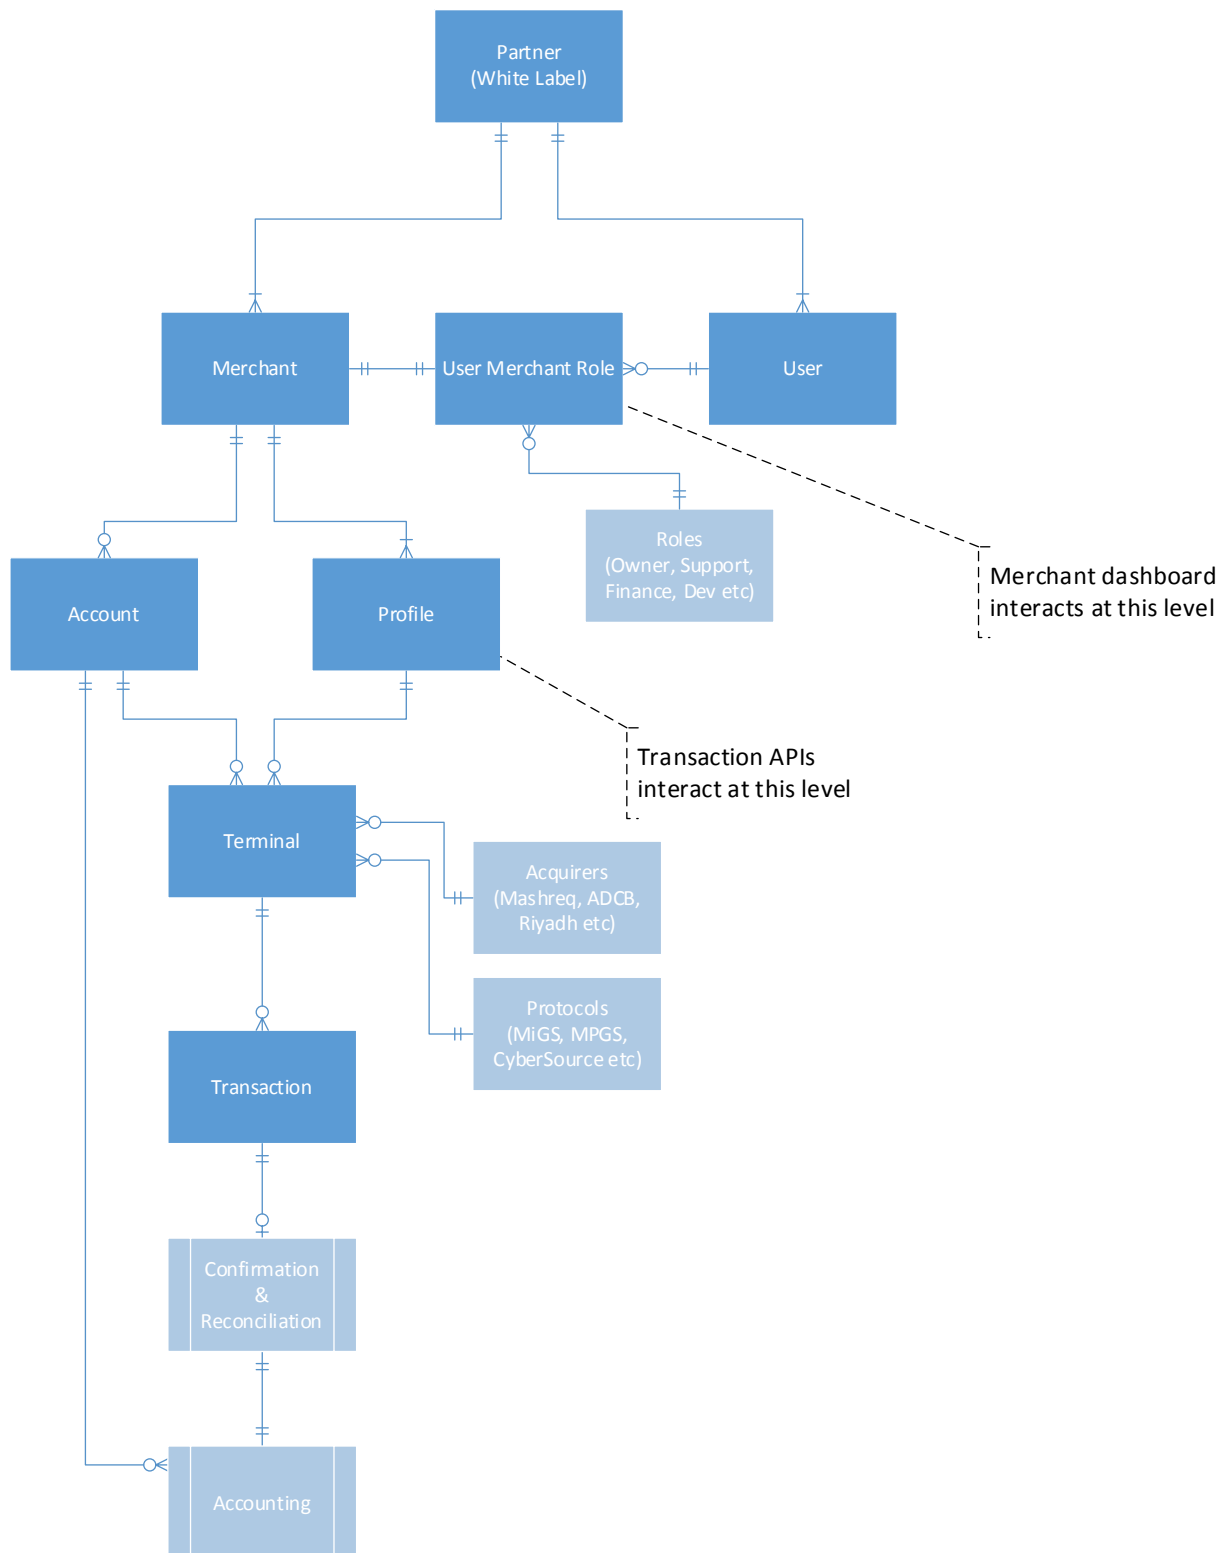 Partner
(White Label)
Merchant
User Merchant Role
User
Roles
(Owner, Support,
Finance, Dev etc)
Merchant dashboard
interacts at this level
Account
Profile
Transaction APIs
interact at this level
Terminal
Acquirers
(Mashreq, ADCB,
Riyadh etc)
Protocols
(MiGS, MPGS,
CyberSource etc)
Transaction
Confirmation
&
Reconciliation
Accounting